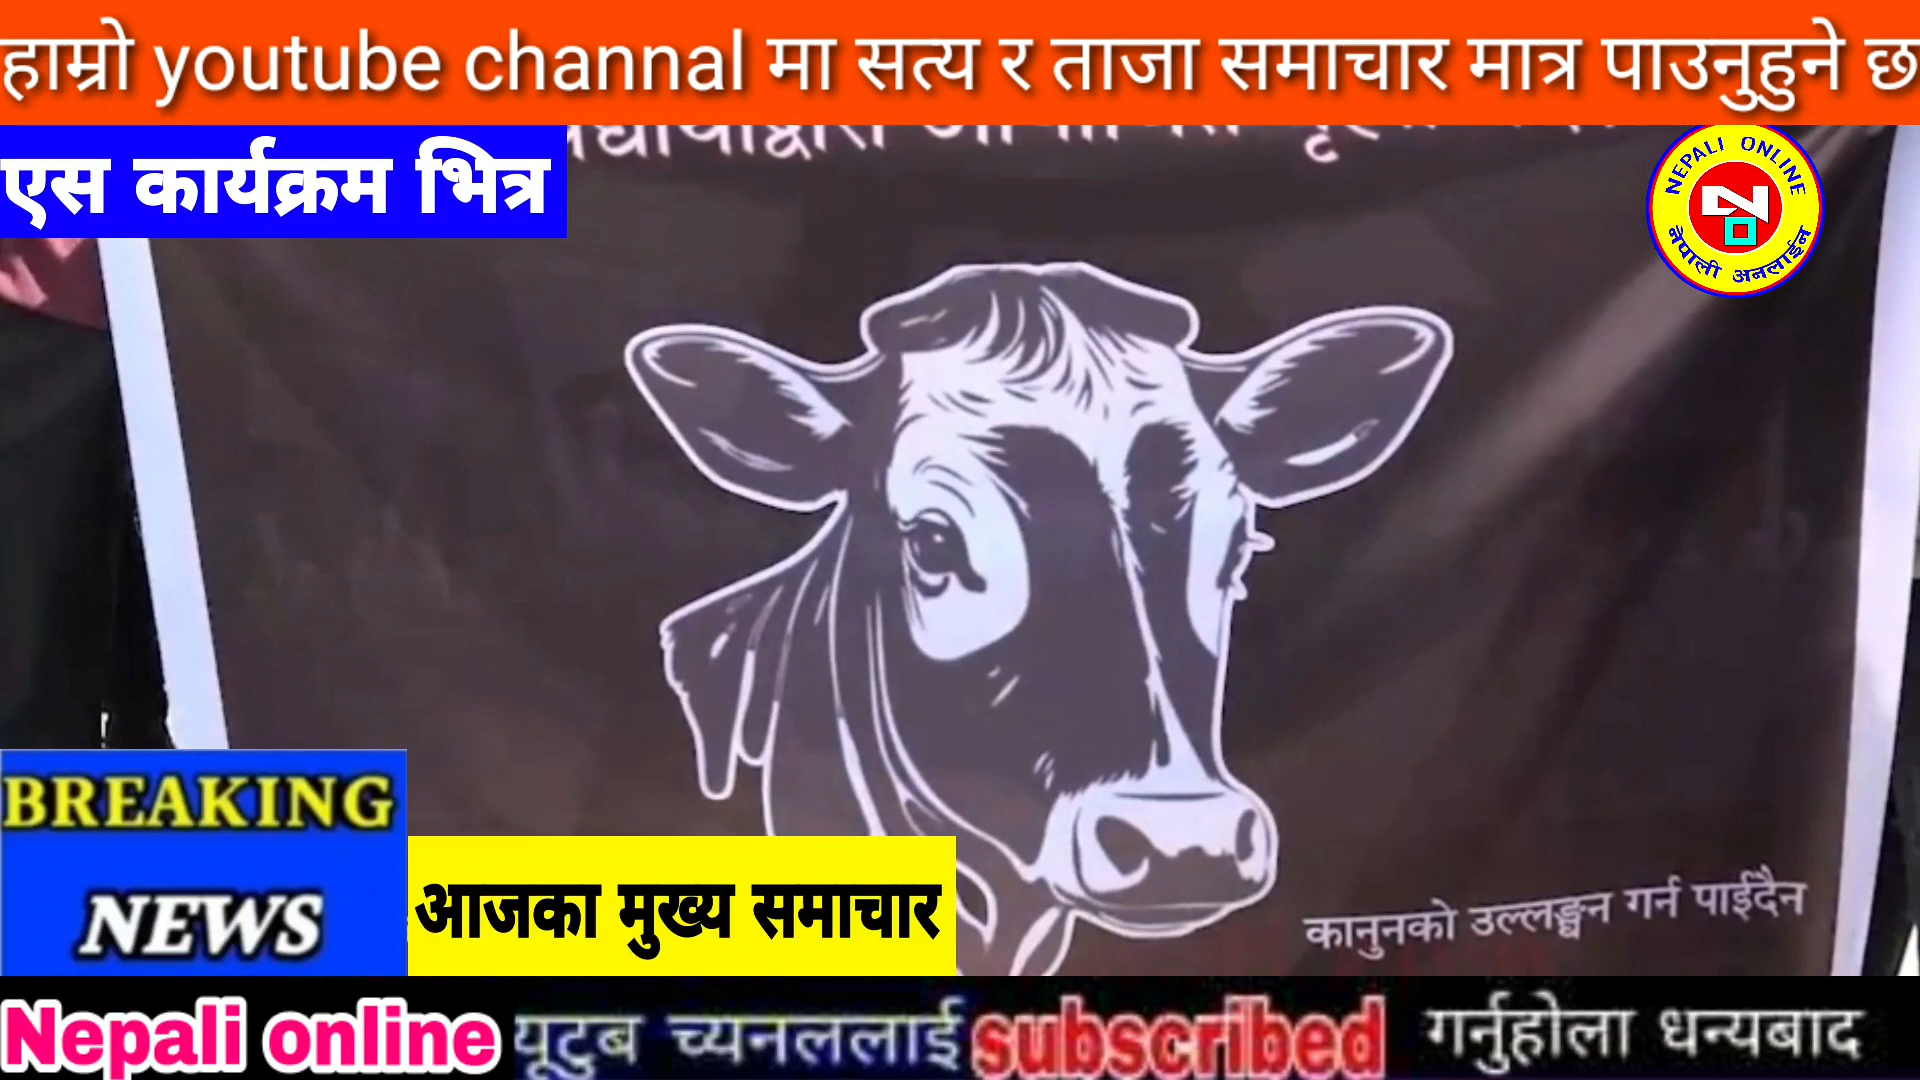 हाम्रो youtube channal मा सत्य र ताजा समाचार मात्र पाउनुहुने छ
एस कार्यक्रम भित्र
NEPALI ONLINE
NO
नेपाली अनलाईन
BREAKING
NEWS
आजका मुख्य समाचार
कानुनको उल्लङ्घन गर्न पाईदैन
Nepali online यूटुब च्यनललाई subscribed गर्नुहोला धन्यबाद